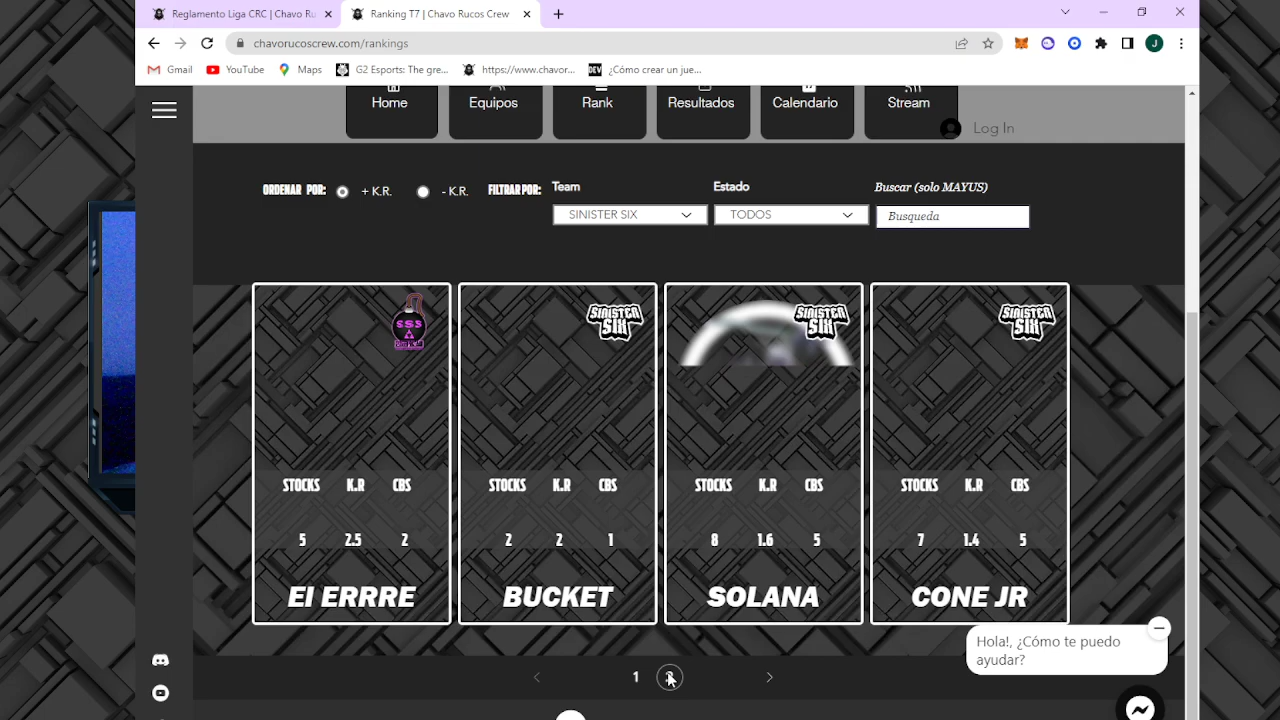 Reglamento Liga CRC | Chavo Ru
Ranking T7 | Chavo Rucos Crew
chavorucoscrew.com/rankings
J
Gmail YouTube Maps G2 Esports: The gre... https://www.chavor... DEV ¿Cómo crear un jue...
Home Equipos Rank Resultados Calendario Stream
Log In
ORDENAR POR: + K.R. - K.R. FILTRAR POR: Team Estado Buscar (solo MAYUS)
SINISTER SIX TODOS Busqueda
SSS SINISTER SIX SINISTER SIX SINISTER SIX
STOCKS K.R CBS STOCKS K.R CBS STOCKS K.R CBS STOCKS K.R CBS
5 2.5 2 2 2 1 8 1.6 5 7 1.4 5
EI ERRRE BUCKET SOLANA CONE JR
Hola!, ¿Cómo te puedo
ayudar?
1